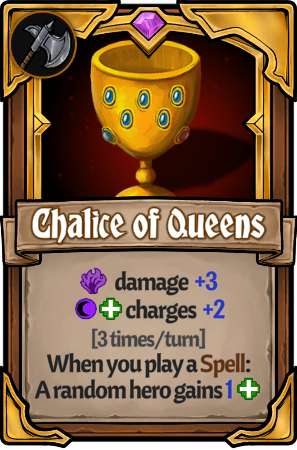 Chalice of Queens
damage +3
charges +2
[3 times/turn]
When you play a Spell:
A random hero gains 1